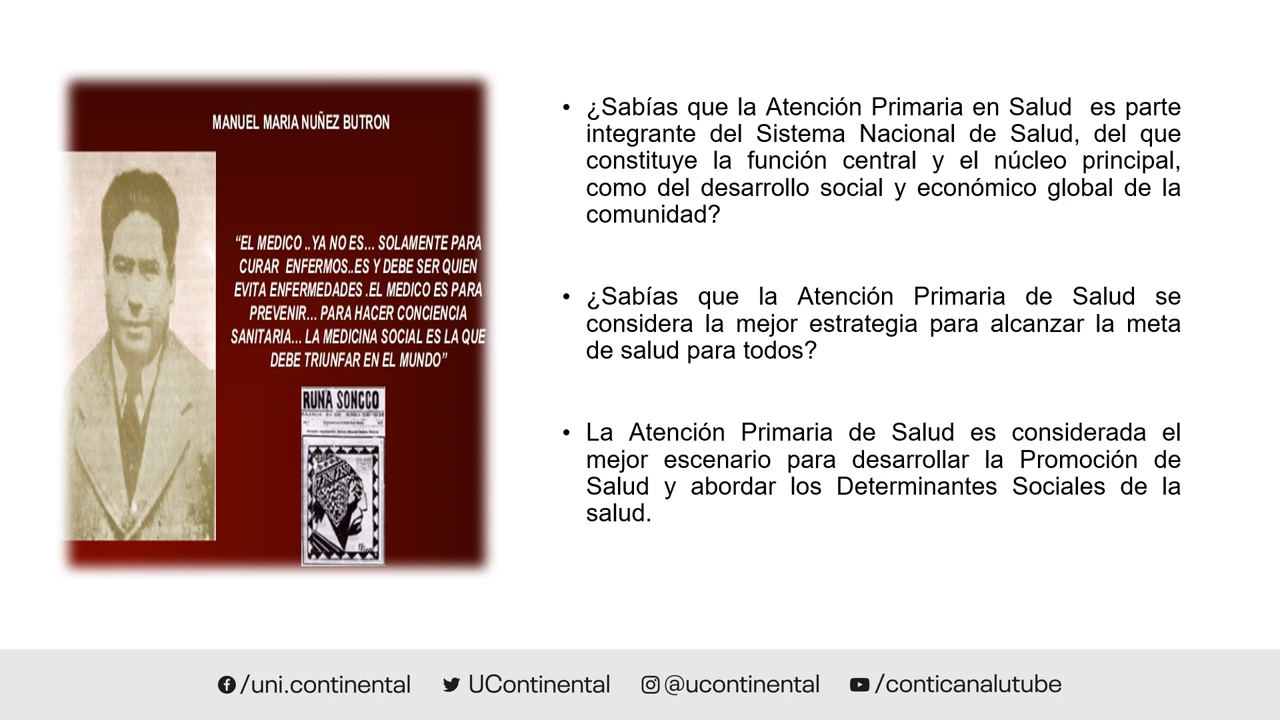 MANUEL MARIA NUÑEZ BUTRON
“EL MEDICO ..YA NO ES... SOLAMENTE PARA
CURAR ENFERMOS..ES Y DEBE SER QUIEN
EVITA ENFERMEDADES .EL MEDICO ES PARA
PREVENIR... PARA HACER CONCIENCIA
SANITARIA... LA MEDICINA SOCIAL ES LA QUE
DEBE TRIUNFAR EN EL MUNDO”
RUNA SONGCO
• ¿Sabías que la Atención Primaria en Salud es parte
integrante del Sistema Nacional de Salud, del que
constituye la función central y el núcleo principal,
como del desarrollo social y económico global de la
comunidad?
• ¿Sabías que la Atención Primaria de Salud se
considera la mejor estrategia para alcanzar la meta
de salud para todos?
• La Atención Primaria de Salud es considerada el
mejor escenario para desarrollar la Promoción de
Salud y abordar los Determinantes Sociales de la
salud.
/uni.continental UContinental @ucontinental /conticanalutube